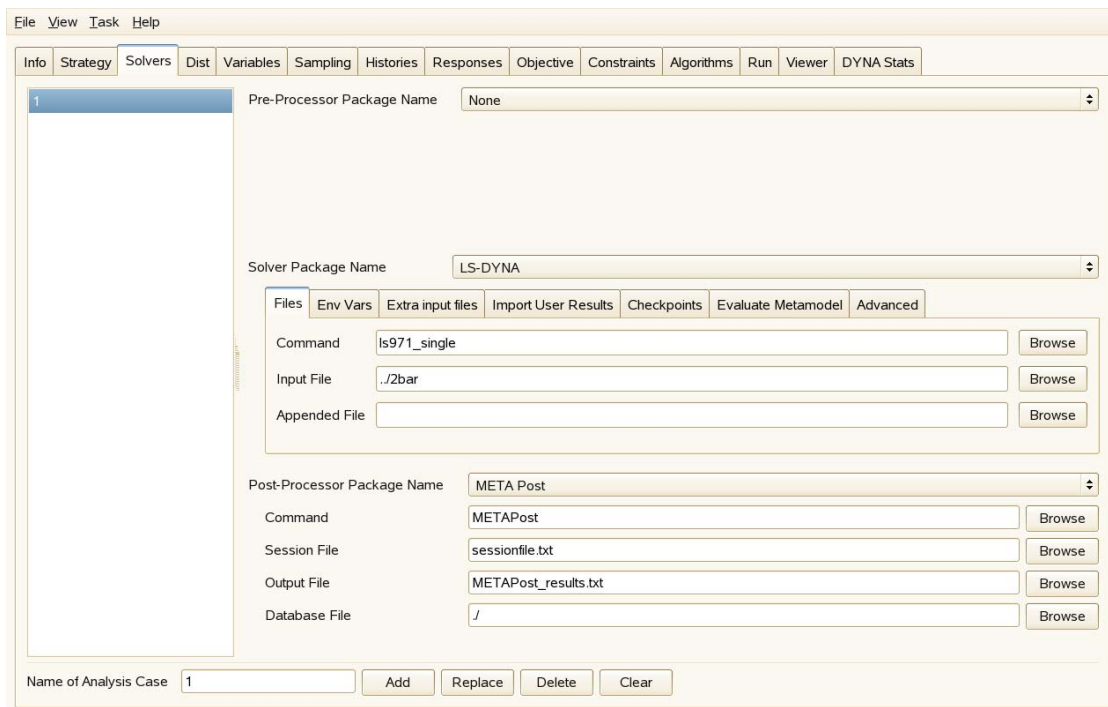 File View Task Help
Info Strategy Solvers Dist Variables Sampling Histories Responses Objective Constraints Algorithms Run Viewer DYNA Stats
1
Pre-Processor Package Name None
Solver Package Name LS-DYNA
Files Env Vars Extra input files Import User Results Checkpoints Evaluate Metamodel Advanced
Command ls971_single Browse
Input File ../2bar Browse
Appended File Browse
Post-Processor Package Name META Post
Command METAPost Browse
Session File sessionfile.txt Browse
Output File METAPost_results.txt Browse
Database File ./ Browse
Name of Analysis Case 1 Add Replace Delete Clear